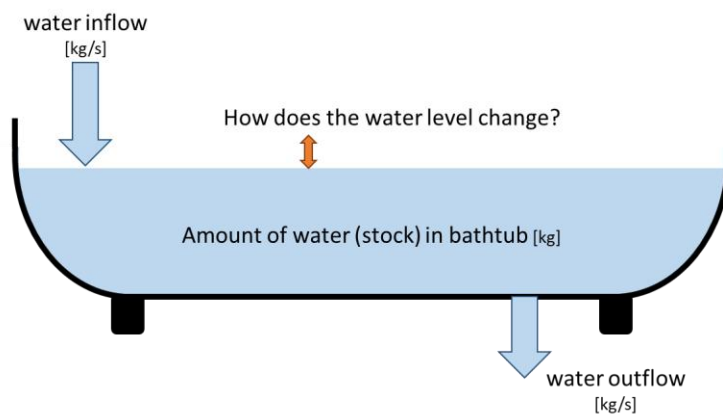 water inflow
[kg/s]
How does the water level change?
Amount of water (stock) in bathtub [kg]
water outflow
[kg/s]